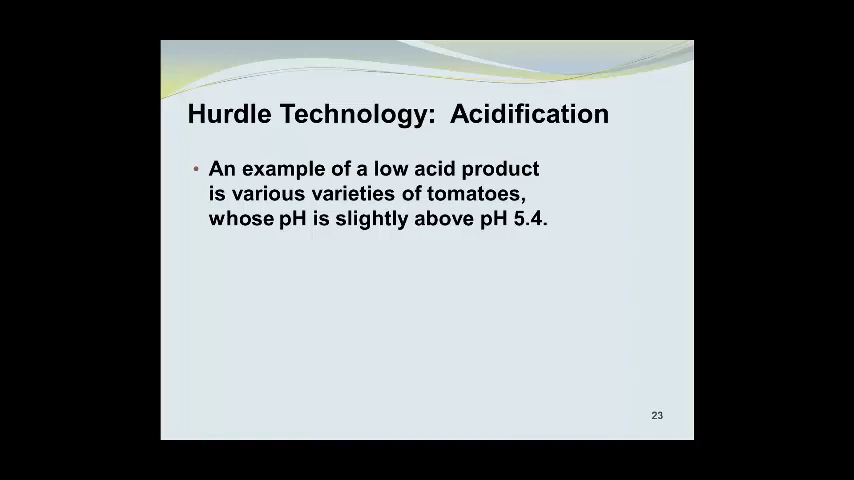 Hurdle Technology:  Acidification
• An example of a low acid product
is various varieties of tomatoes,
whose pH is slightly above pH 5.4.
23